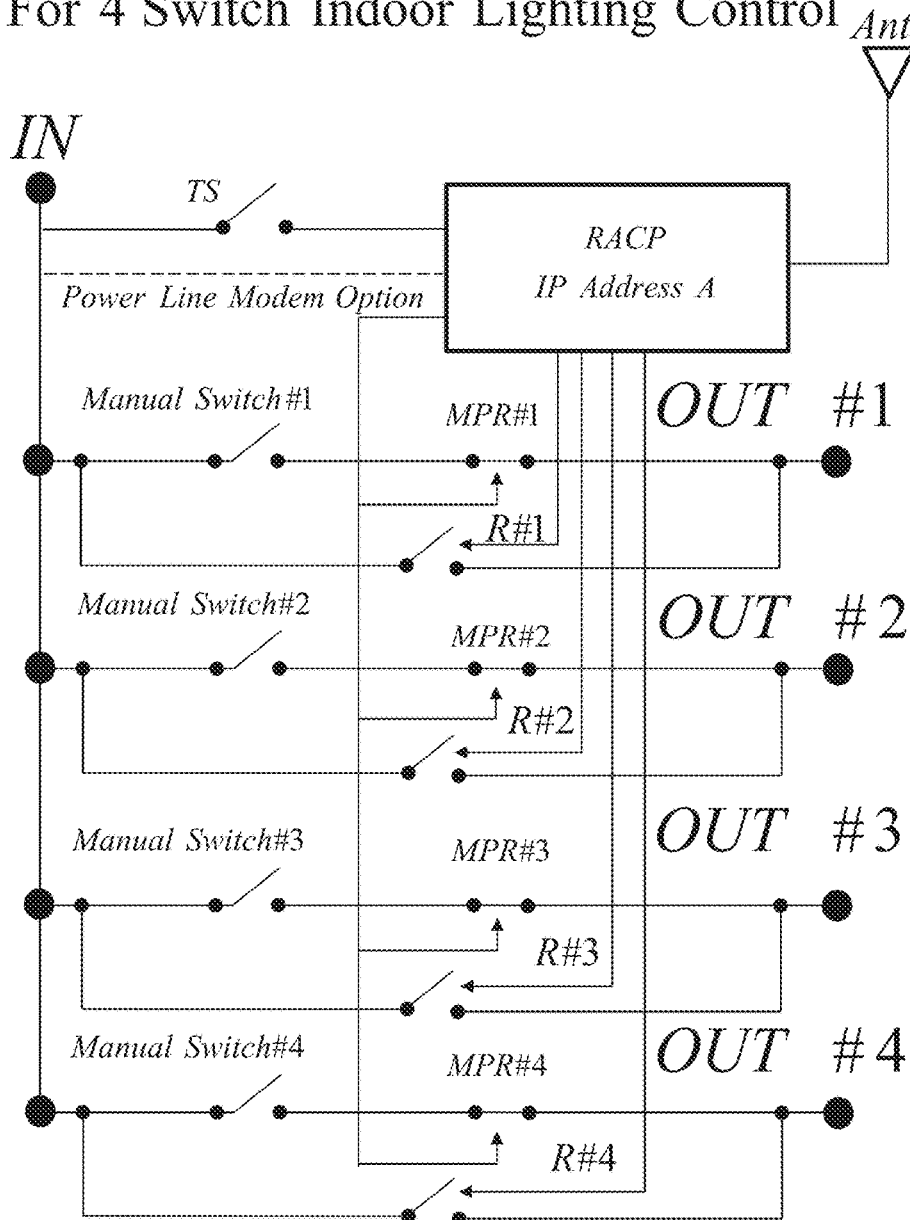 For 4 Switch Indoor Lighting Control
Ant
IN
TS
RACP
IP Address A
Power Line Modem Option
Manual Switch#1
MPR#1
OUT #1
R#1
Manual Switch#2
MPR#2
OUT #2
R#2
Manual Switch#3
MPR#3
OUT #3
R#3
Manual Switch#4
MPR#4
OUT #4
R#4